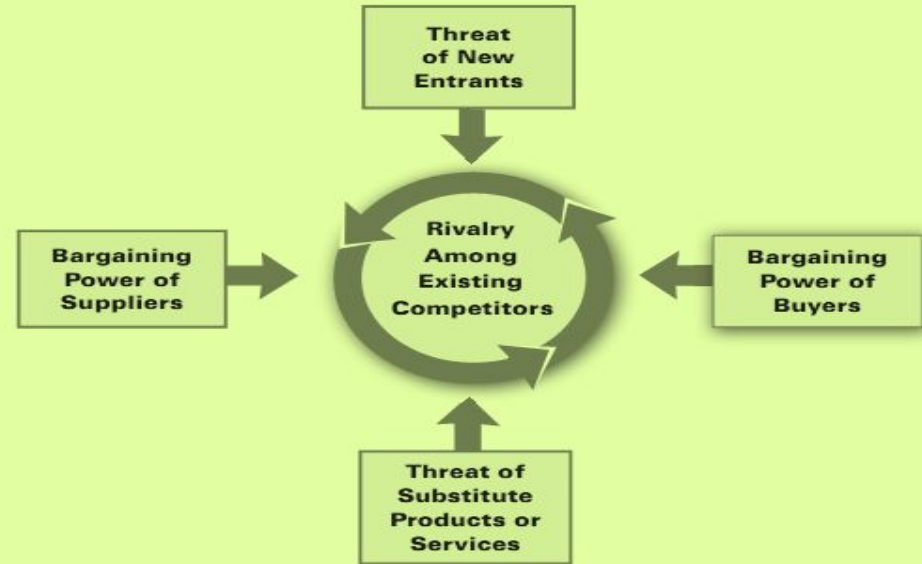 Threat
of New
Entrants
Bargaining
Power of
Suppliers
Rivalry
Among
Existing
Competitors
Bargaining
Power of
Buyers
Threat of
Substitute
Products or
Services